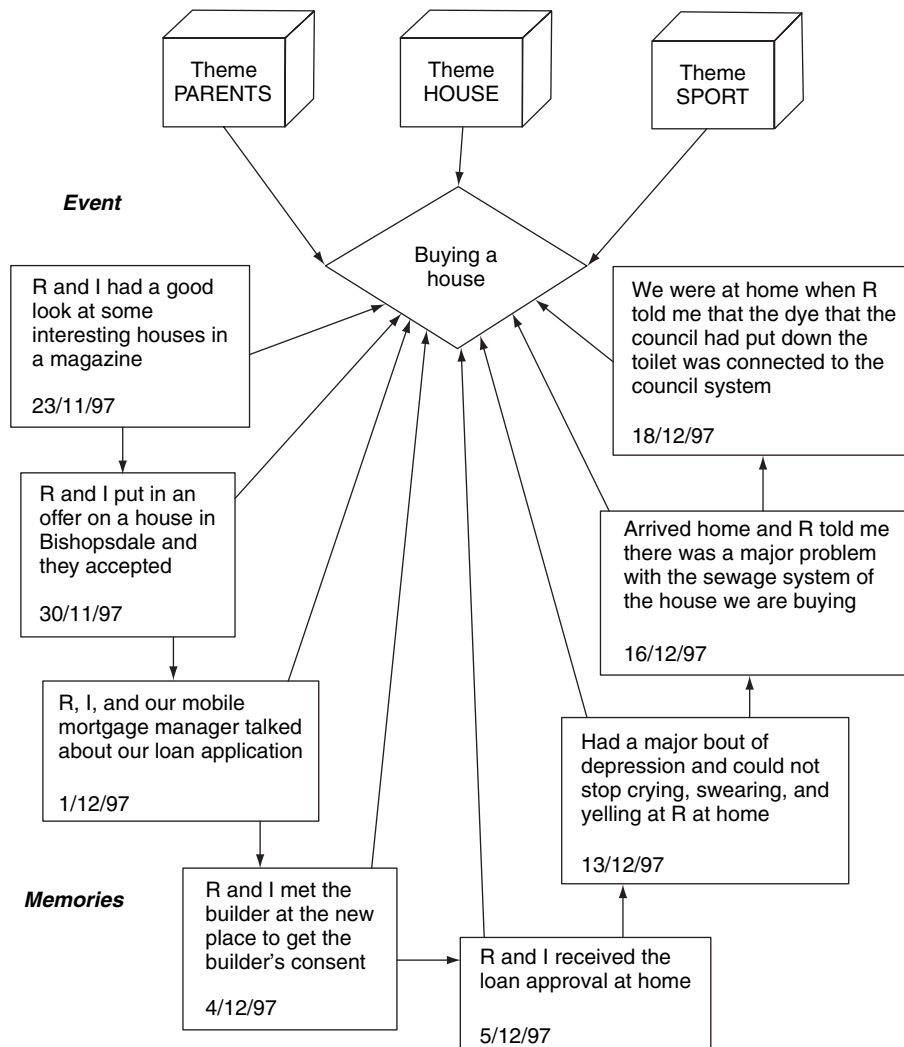 Theme
PARENTS
Theme
HOUSE
Theme
SPORT
Event
Buying a
house
R and I had a good
look at some
interesting houses in
a magazine
23/11/97
R and I put in an
offer on a house in
Bishopsdale and
they accepted
30/11/97
R, I, and our mobile
mortgage manager talked
about our loan application
1/12/97
Memories
R and I met the
builder at the new
place to get the
builder's consent
4/12/97
R and I received the
loan approval at home
5/12/97
Had a major bout of
depression and could not
stop crying, swearing, and
yelling at R at home
13/12/97
Arrived home and R told me
there was a major problem
with the sewage system of
the house we are buying
16/12/97
We were at home when R
told me that the dye that the
council had put down the
toilet was connected to the
council system
18/12/97